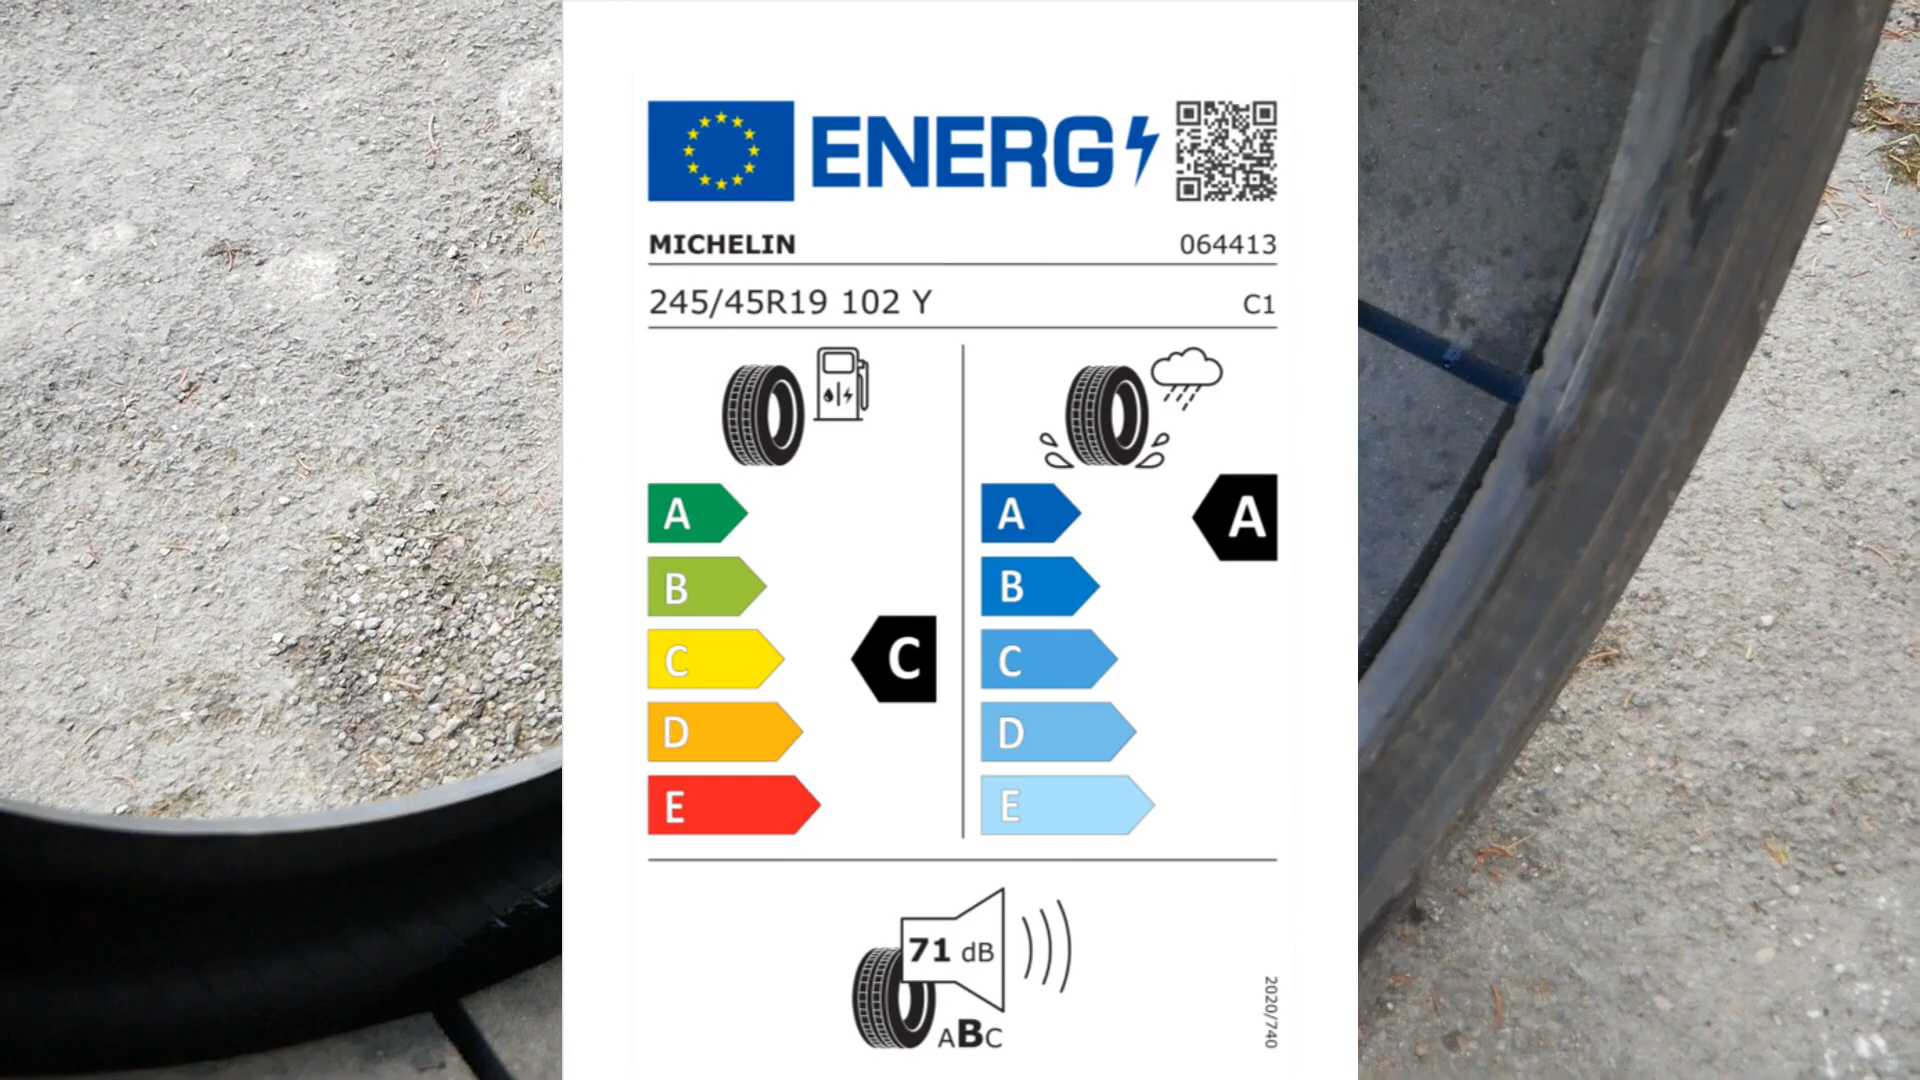 ENERG
MICHELIN 064413
245/45R19 102 Y C1
A A A
B B
C C C
D D
E E
71 dB
ABC
2020/740